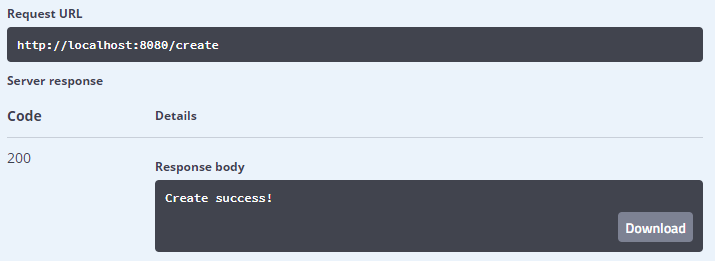 Request URL
http://localhost:8080/create
Server response
Code Details
200
Response body
Create success!
Download